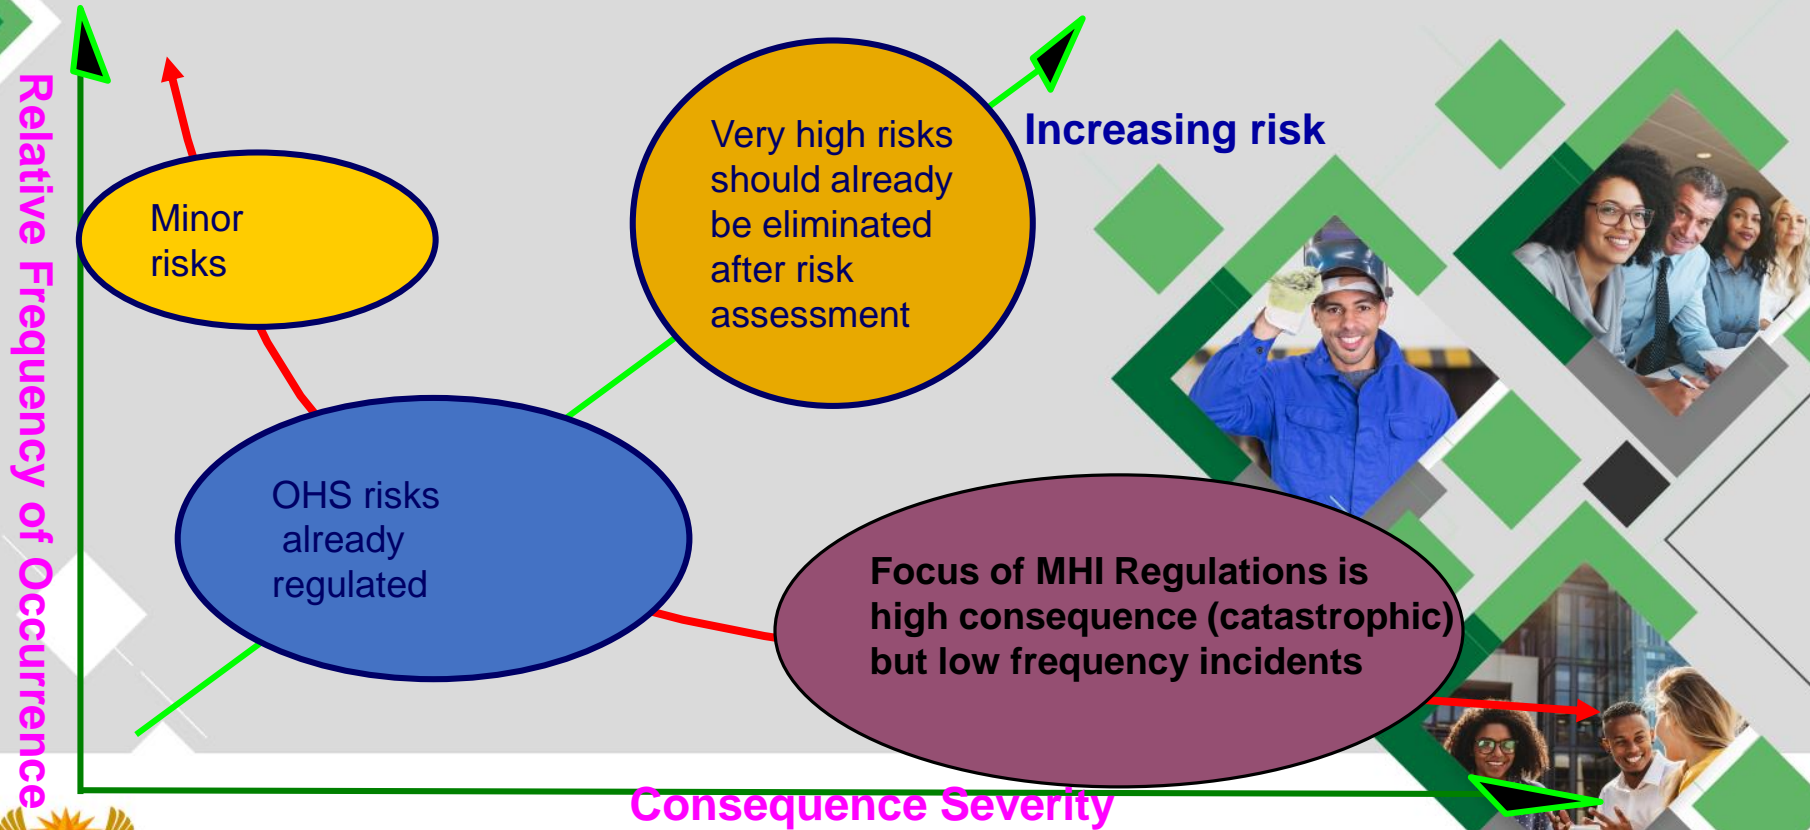 Relative Frequency of Occurrence
Minor
risks
Very high risks
should already
be eliminated
after risk
assessment
Increasing risk
OHS risks
already
regulated
Focus of MHI Regulations is
high consequence (catastrophic)
but low frequency incidents
Consequence Severity